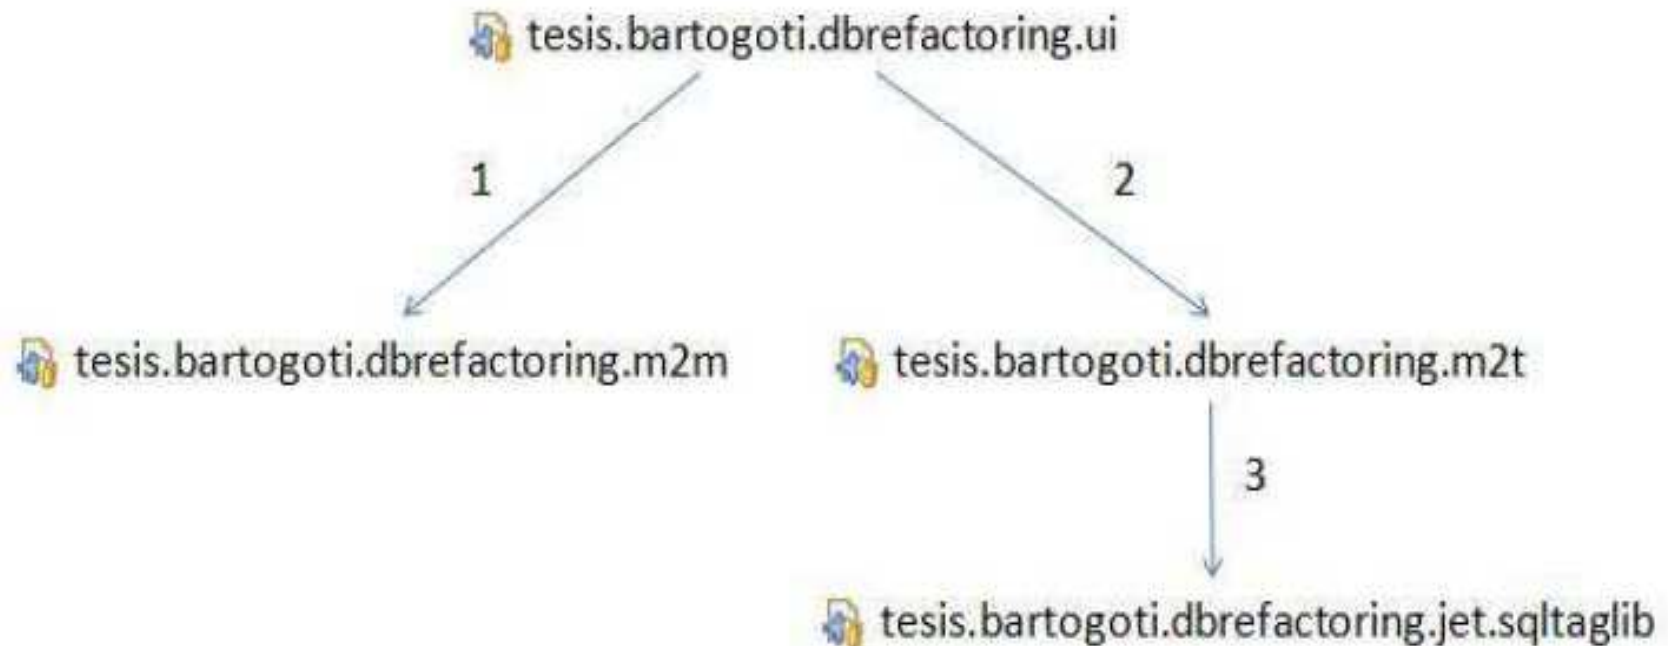 tesis.bartogoti.dbrefactoring.ui
1
2
tesis.bartogoti.dbrefactoring.m2m
tesis.bartogoti.dbrefactoring.m2t
3
tesis.bartogoti.dbrefactoring.jet.sqltaglib